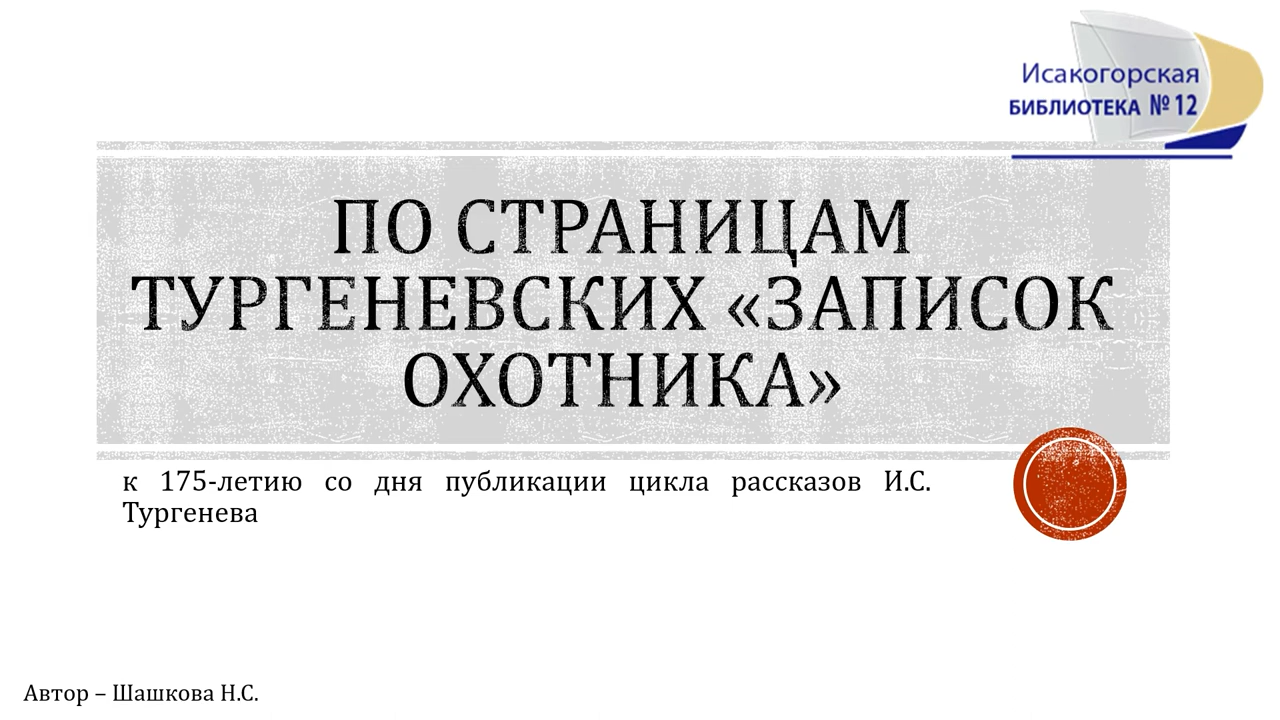 Исакогорская
БИБЛИОТЕКА № 12
ПО СТРАНИЦАМ
ТУРГЕНЕВСКИХ «ЗАПИСОК
ОХОТНИКА»
к 175-летию со дня публикации цикла рассказов И.С.
Тургенева
Автор – Шашкова Н.С.